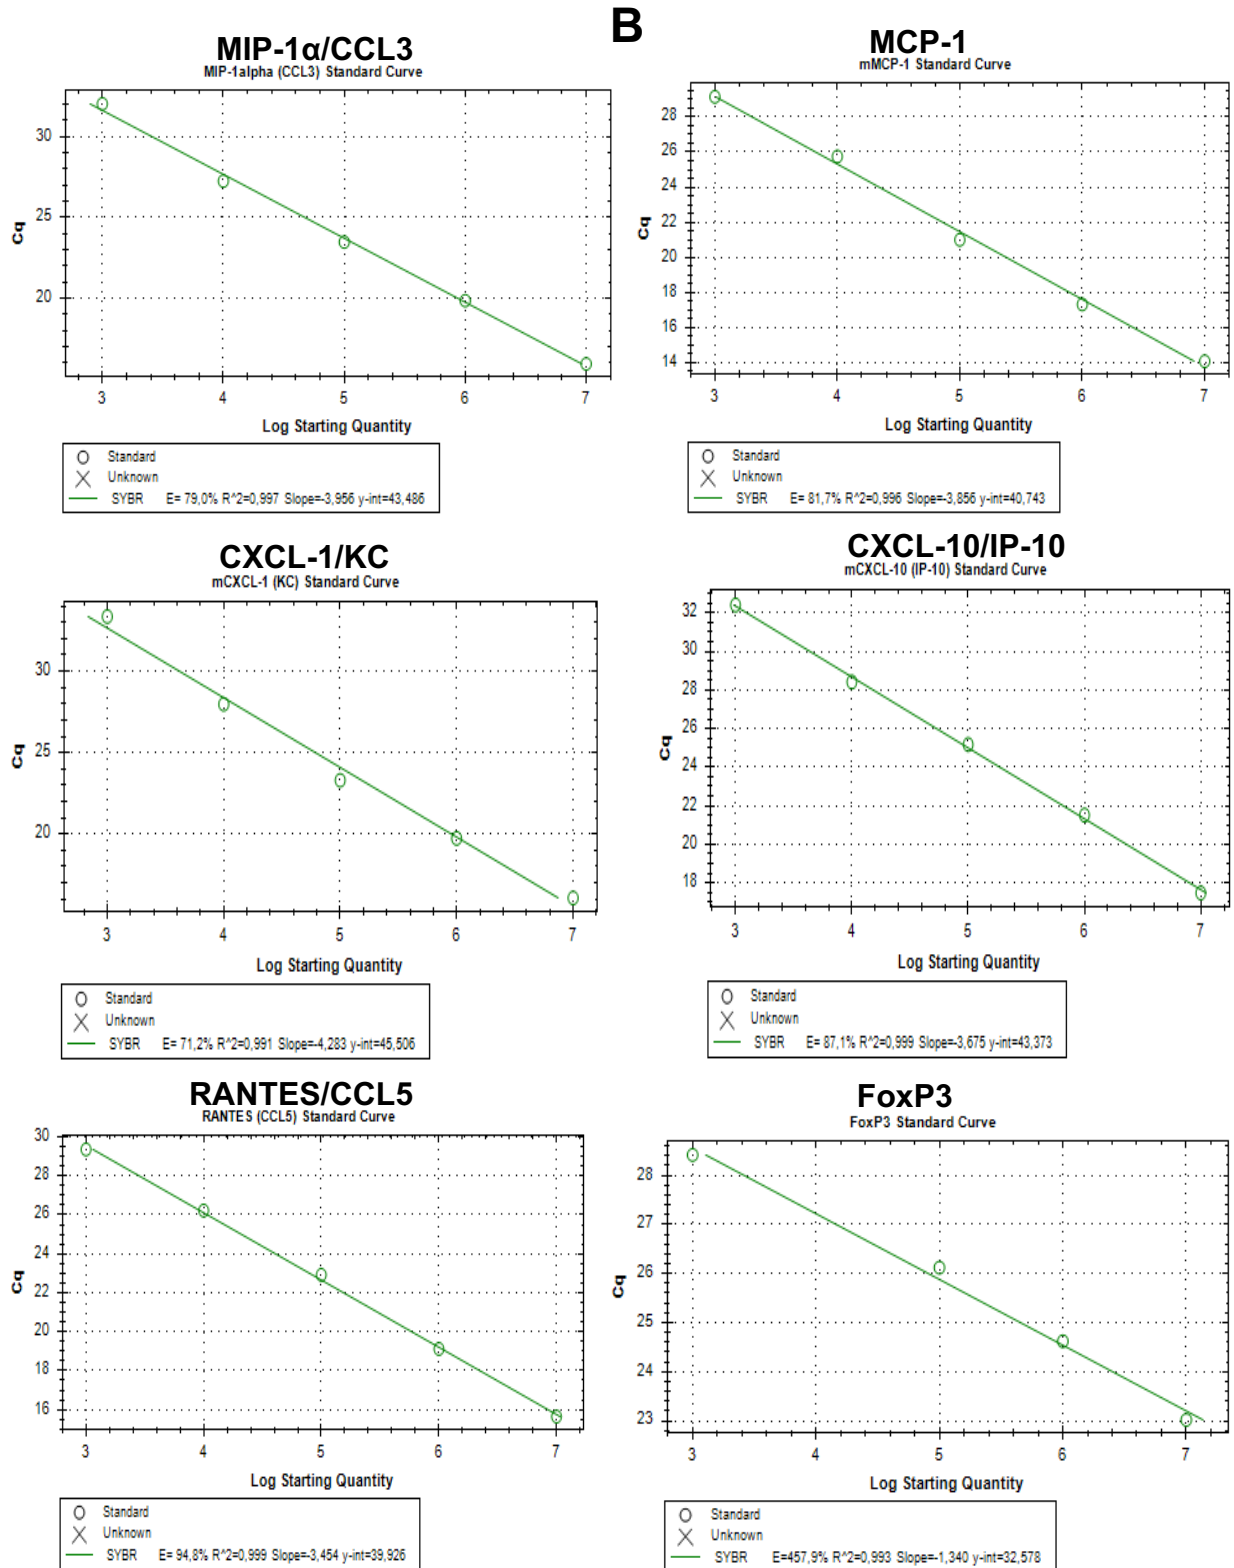 B
MIP-1α/CCL3
MIP-1alpha (CCL3) Standard Curve
30
25
20
Cq
3 4 5 6 7
Log Starting Quantity
Standard
Unknown
SYBR E= 79,0% R^2=0,997 Slope=-3,956 y-int=43,486
MCP-1
mMCP-1 Standard Curve
28
26
24
22
20
18
16
14
Cq
3 4 5 6 7
Log Starting Quantity
Standard
Unknown
SYBR E= 81,7% R^2=0,996 Slope=-3,856 y-int=40,743
CXCL-1/KC
mCXCL-1 (KC) Standard Curve
30
25
20
Cq
3 4 5 6 7
Log Starting Quantity
Standard
Unknown
SYBR E= 71,2% R^2=0,991 Slope=-4,283 y-int=45,506
CXCL-10/IP-10
mCXCL-10 (IP-10) Standard Curve
32
30
28
26
24
22
20
18
Cq
3 4 5 6 7
Log Starting Quantity
Standard
Unknown
SYBR E= 87,1% R^2=0,999 Slope=-3,675 y-int=43,373
RANTES/CCL5
RANTES (CCL5) Standard Curve
30
28
26
24
22
20
18
16
Cq
3 4 5 6 7
Log Starting Quantity
Standard
Unknown
SYBR E= 94,8% R^2=0,999 Slope=-3,454 y-int=39,926
FoxP3
FoxP3 Standard Curve
28
27
26
25
24
23
Cq
3 4 5 6 7
Log Starting Quantity
Standard
Unknown
SYBR E=457,9% R^2=0,993 Slope=-1,340 y-int=32,578